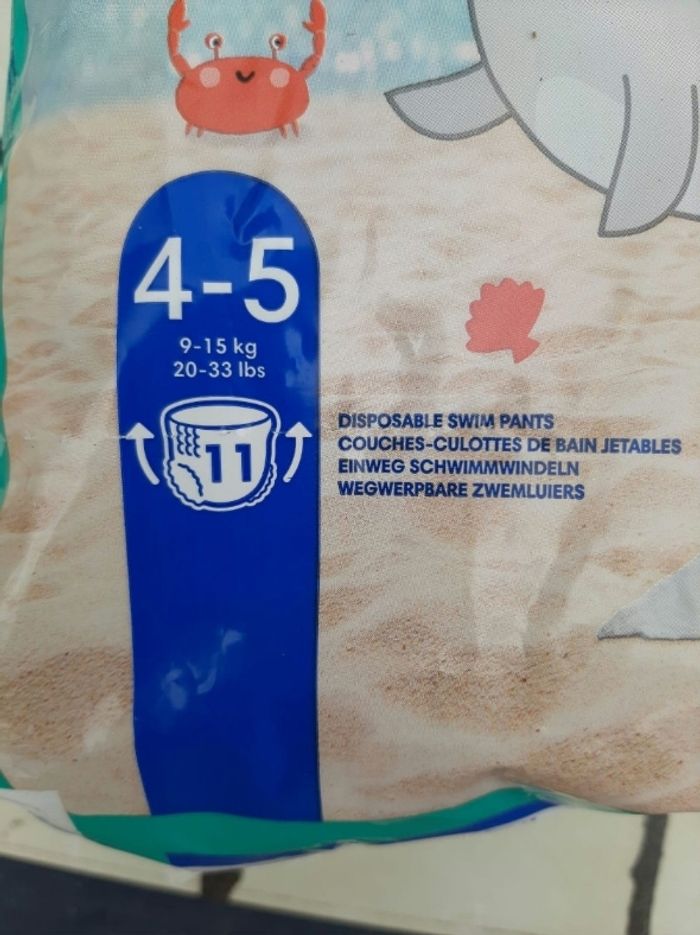 4-5
9-15 kg
20-33 lbs
11
DISPOSABLE SWIM PANTS
COUCHES-CULOTTES DE BAIN JETABLES
EINWEG SCHWIMMWINDELN
WEGWERPBARE ZWEMLUIERS